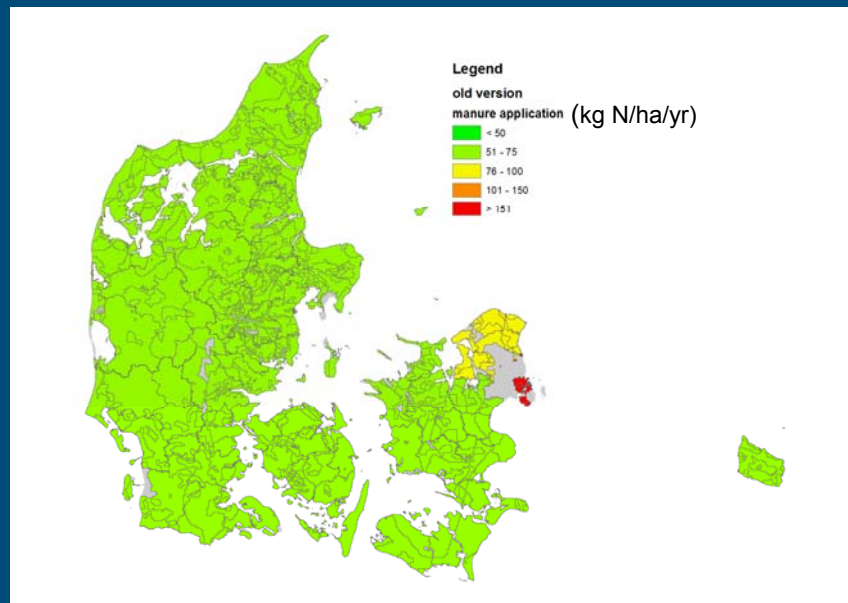 Legend
old version
manure application (kg N/ha/yr)
< 50
51 - 75
76 - 100
101 - 150
> 151